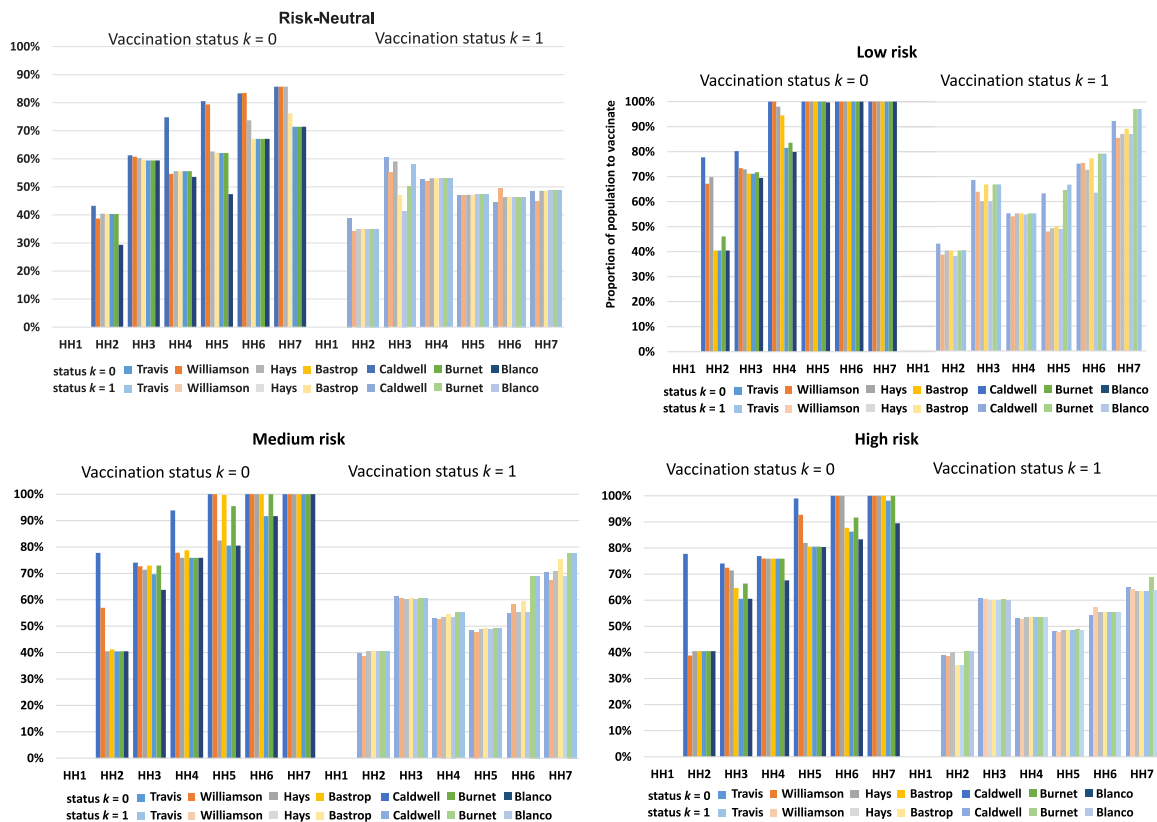 Risk-Neutral
Vaccination status k = 0
Vaccination status k = 1
100%
90%
80%
70%
60%
50%
40%
30%
20%
10%
0%
HH1 HH2 HH3 HH4 HH5 HH6 HH7 HH1 HH2 HH3 HH4 HH5 HH6 HH7
status k = 0 Travis Williamson Hays Bastrop Caldwell Burnet Blanco
status k = 1 Travis Williamson Hays Bastrop Caldwell Burnet Blanco
Low risk
Vaccination status k = 0
Vaccination status k = 1
Proportion of population to vaccinate
100%
90%
80%
70%
60%
50%
40%
30%
20%
10%
0%
HH1 HH2 HH3 HH4 HH5 HH6 HH7 HH1 HH2 HH3 HH4 HH5 HH6 HH7
status k = 0 Travis Williamson Hays Bastrop Caldwell Burnet Blanco
status k = 1 Travis Williamson Hays Bastrop Caldwell Burnet Blanco
Medium risk
Vaccination status k = 0
Vaccination status k = 1
100%
90%
80%
70%
60%
50%
40%
30%
20%
10%
0%
HH1 HH2 HH3 HH4 HH5 HH6 HH7 HH1 HH2 HH3 HH4 HH5 HH6 HH7
status k = 0 Travis Williamson Hays Bastrop Caldwell Burnet Blanco
status k = 1 Travis Williamson Hays Bastrop Caldwell Burnet Blanco
High risk
Vaccination status k = 0
Vaccination status k = 1
100%
90%
80%
70%
60%
50%
40%
30%
20%
10%
0%
HH1 HH2 HH3 HH4 HH5 HH6 HH7 HH1 HH2 HH3 HH4 HH5 HH6 HH7
status k = 0 Travis Williamson Hays Bastrop Caldwell Burnet Blanco
status k = 1 Travis Williamson Hays Bastrop Caldwell Burnet Blanco